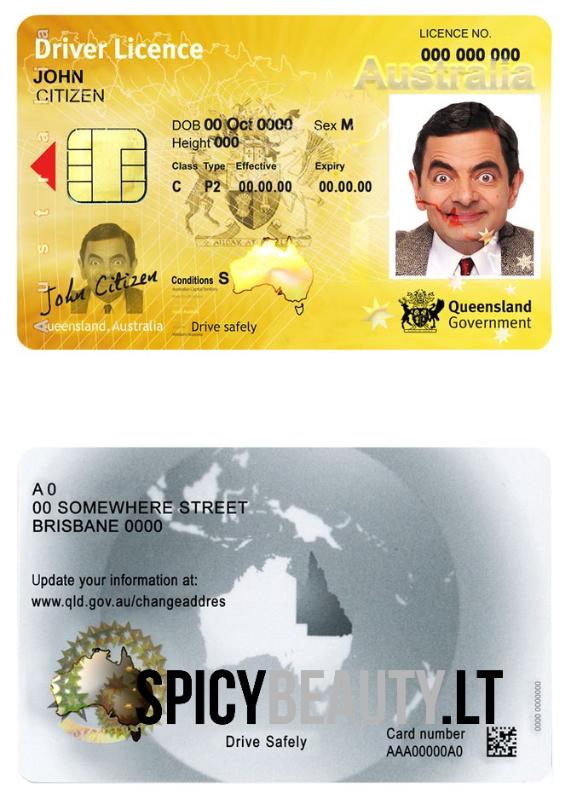 Driver Licence
LICENCE NO.
000 000 000
JOHN
CITIZEN
Australia
DOB 00 Oct 0000 Sex M
Height 000
Class Type Effective Expiry
C P2 00.00.00 00.00.00
AUDAX AT
Australia
John Citizen
Conditions S
Queensland, Australia
Drive safely
Queensland
Government
A 0
00 SOMEWHERE STREET
BRISBANE 0000
Update your information at:
www.qld.gov.au/changeaddres
SPICYBEAUTY.LT
Drive Safely
Card number
AAA00000A0
0000 0000000